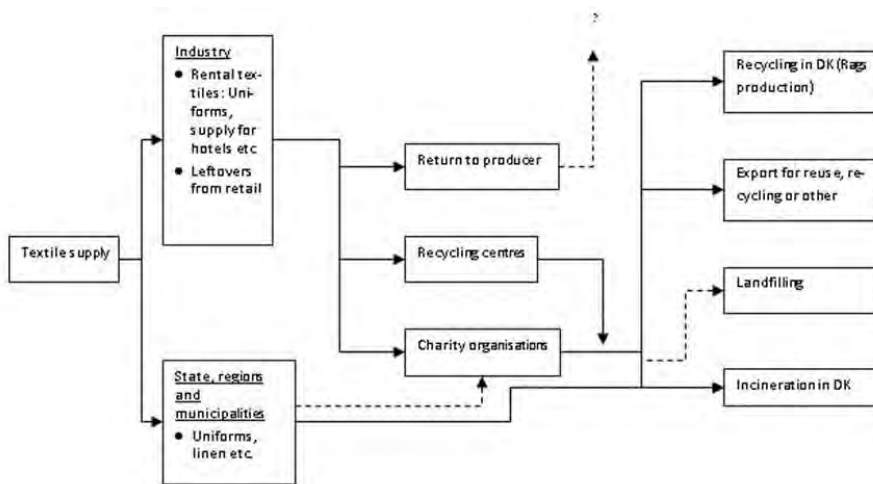 ?
Industry
● Rental tex-
tiles: Uni-
forms,
supply for
hotels etc
● Leftovers
from retail
Return to producer
Recycling in DK (Rags
production)
Export for reuse, re-
cycling or other
Textile supply
Recycling centres
Landfilling
Charity organisations
State, regions
and
municipalities
● Uniforms,
linen etc.
Incineration in DK